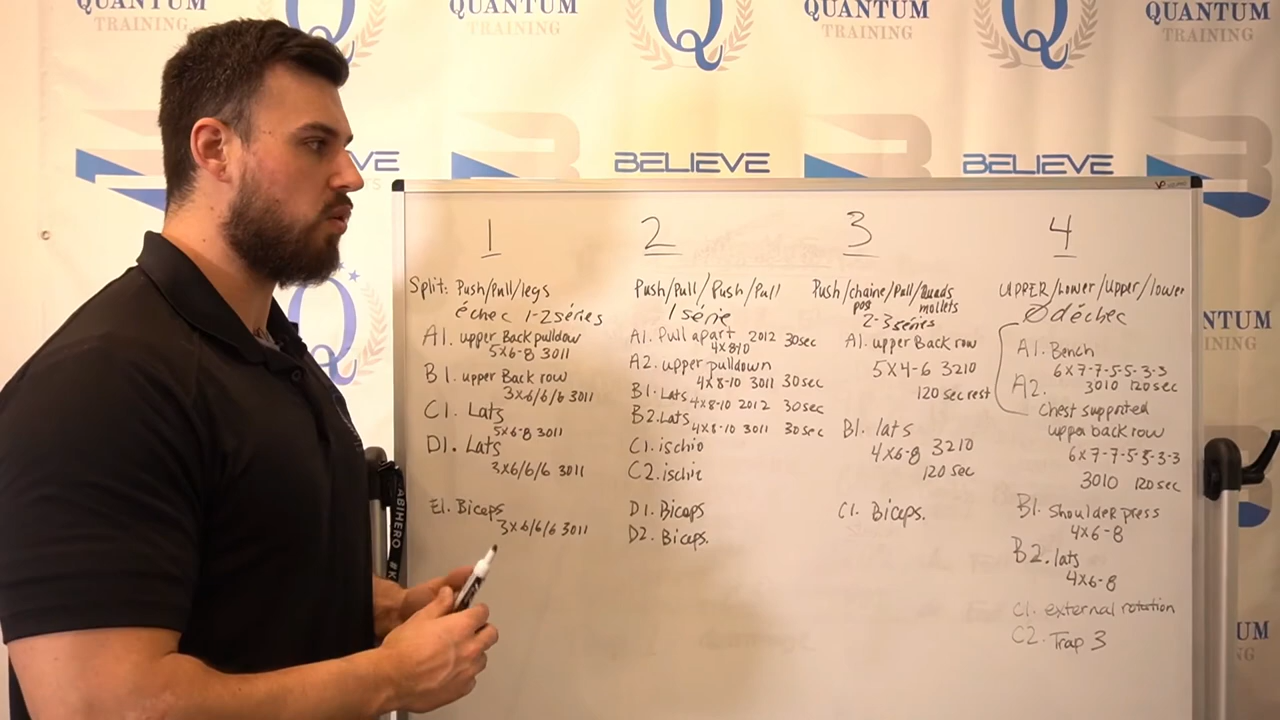 QUANTUM
TRAINING
QUANTUM
TRAINING
QUANTUM
TRAINING
QUANTUM
TRAINING
BELIEVE
BELIEVE
1
Split: Push/Pull/legs
échec 1-2 séries
A1. upper Back pulldow
5x6-8 3011
B1. upper Back row
3x6/6/6 3011
C1. Lats
5x6-8 3011
D1. Lats
3x6/6/6 3011
E1. Biceps
3x6/6/6 3011
2
Push/Pull/Push/Pull
1 série
A1. Pull apart 2012 30sec
4x8-10
A2. upper pulldown
4x8-10 3011 30sec
B1. Lats
4x8-10 2012 30sec
B2. Lats
4x8-10 3011 30sec
C1. ischio
C2. ischio
D1. Biceps
D2. Biceps.
3
Push/chaine/Pull/Quads
post mollets
2-3 séries
A1. upper Back row
5x4-6 3210
120 sec rest
B1. lats
4x6-8 3210
120 sec
C1. Biceps.
4
UPPER/Lower/Upper/lower
Ø d'échec
A1. Bench
6x7-7-5-5-3-3
3010 120sec
A2.
Chest supported
upper back row
6x7-7-5-5-3-3
3010 120sec
B1. Shoulder press
4x6-8
B2. lats
4x6-8
C1. external rotation
C2. Trap 3
ABIHERO
#K